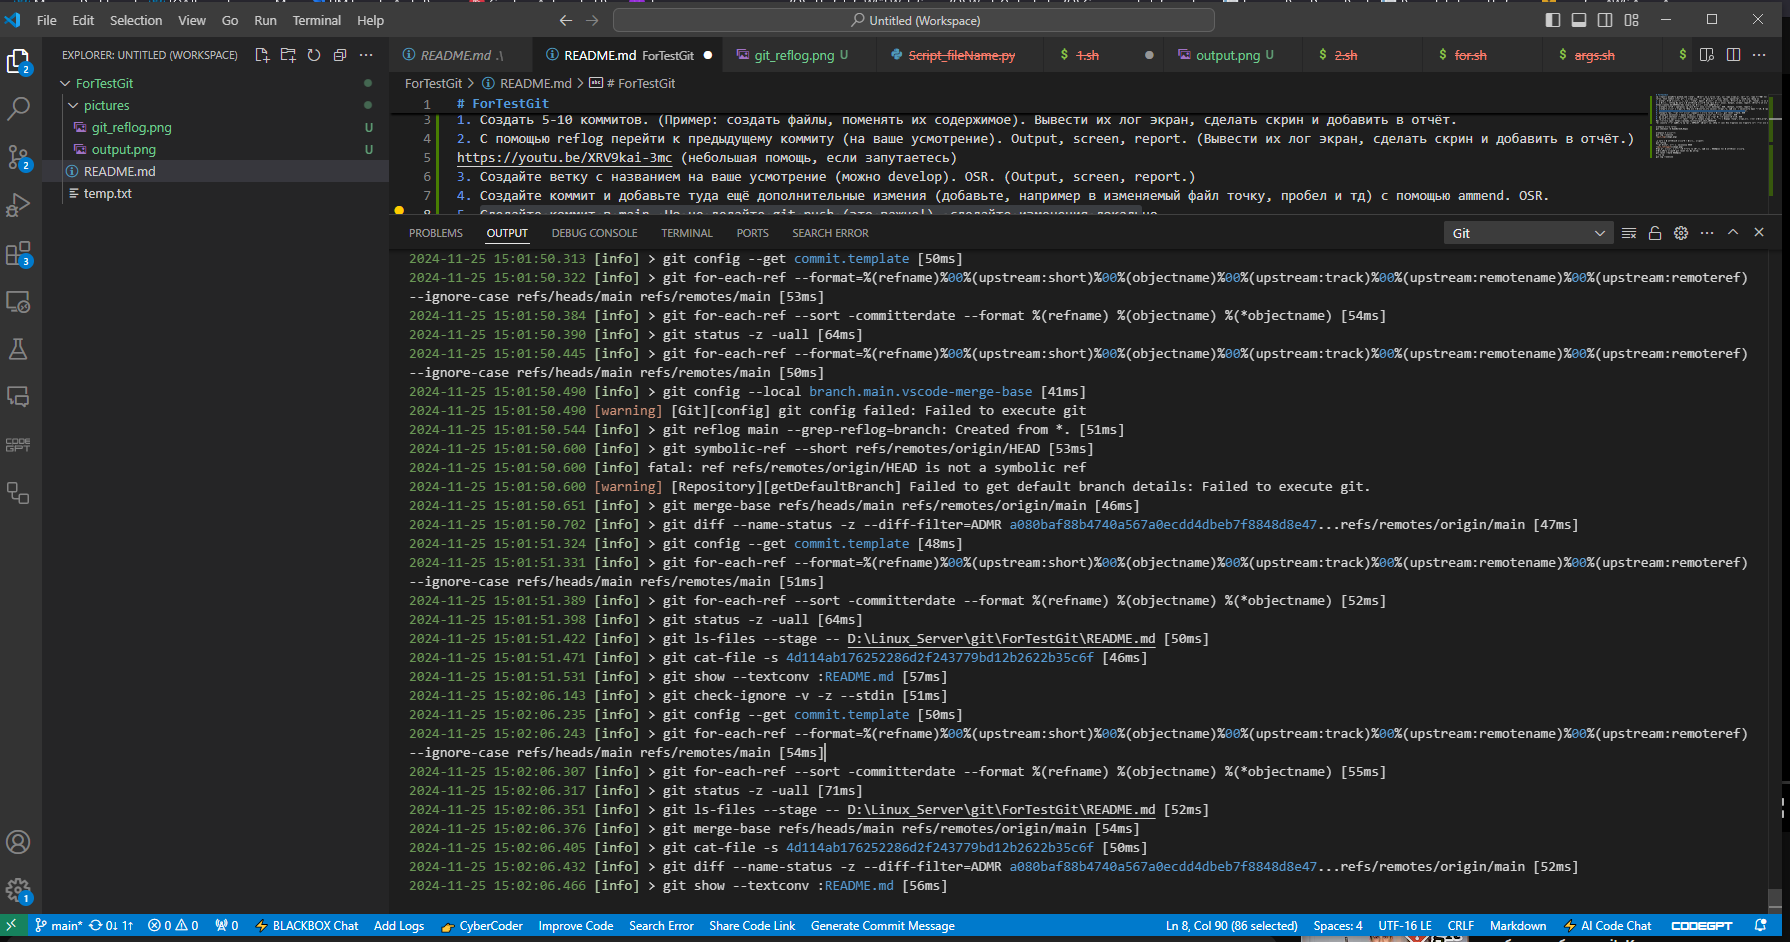 File Edit Selection View Go Run Terminal Help
Untitled (Workspace)
EXPLORER: UNTITLED (WORKSPACE)
ForTestGit
pictures
git_reflog.png U
output.png U
README.md
temp.txt
2
2
3
CODE
GPT
1
README.md .\
README.md ForTestGit
git_reflog.png U
Script_fileName.py
$ 1.sh
output.png U
$ 2.sh
$ for.sh
$ args.sh
$
ForTestGit > README.md > # ForTestGit
1 # ForTestGit
3 1. Создать 5-10 коммитов. (Пример: создать файлы, поменять их содержимое). Вывести их лог экран, сделать скрин и добавить в отчёт.
4 2. С помощью reflog перейти к предыдущему коммиту (на ваше усмотрение). Output, screen, report. (Вывести их лог экран, сделать скрин и добавить в отчёт.)
5 https://youtu.be/XRV9kai-3mc (небольшая помощь, если запутаетесь)
6 3. Создайте ветку с названием на ваше усмотрение (можно develop). OSR. (Output, screen, report.)
7 4. Создайте коммит и добавьте туда ещё дополнительные измения (добавьте, например в изменяемый файл точку, пробел и тд) с помощью ammend. OSR.
8 5. Сделайте коммит в main. Но не делайте git push (это важно!), сделайте изменения локально
PROBLEMS OUTPUT DEBUG CONSOLE TERMINAL PORTS SEARCH ERROR
Git
2024-11-25 15:01:50.313 [info] > git config --get commit.template [50ms]
2024-11-25 15:01:50.322 [info] > git for-each-ref --format=%(refname)%00%(upstream:short)%00%(objectname)%00%(upstream:track)%00%(upstream:remotename)%00%(upstream:remoteref)
--ignore-case refs/heads/main refs/remotes/main [53ms]
2024-11-25 15:01:50.384 [info] > git for-each-ref --sort -committerdate --format %(refname) %(objectname) %(*objectname) [54ms]
2024-11-25 15:01:50.390 [info] > git status -z -uall [64ms]
2024-11-25 15:01:50.445 [info] > git for-each-ref --format=%(refname)%00%(upstream:short)%00%(objectname)%00%(upstream:track)%00%(upstream:remotename)%00%(upstream:remoteref)
--ignore-case refs/heads/main refs/remotes/main [50ms]
2024-11-25 15:01:50.490 [info] > git config --local branch.main.vscode-merge-base [41ms]
2024-11-25 15:01:50.490 [warning] [Git][config] git config failed: Failed to execute git
2024-11-25 15:01:50.544 [info] > git reflog main --grep-reflog=branch: Created from *. [51ms]
2024-11-25 15:01:50.600 [info] > git symbolic-ref --short refs/remotes/origin/HEAD [53ms]
2024-11-25 15:01:50.600 [info] fatal: ref refs/remotes/origin/HEAD is not a symbolic ref
2024-11-25 15:01:50.600 [warning] [Repository][getDefaultBranch] Failed to get default branch details: Failed to execute git.
2024-11-25 15:01:50.651 [info] > git merge-base refs/heads/main refs/remotes/origin/main [46ms]
2024-11-25 15:01:50.702 [info] > git diff --name-status -z --diff-filter=ADMR a080baf88b4740a567a0ecdd4dbeb7f8848d8e47...refs/remotes/origin/main [47ms]
2024-11-25 15:01:51.324 [info] > git config --get commit.template [48ms]
2024-11-25 15:01:51.331 [info] > git for-each-ref --format=%(refname)%00%(upstream:short)%00%(objectname)%00%(upstream:track)%00%(upstream:remotename)%00%(upstream:remoteref)
--ignore-case refs/heads/main refs/remotes/main [51ms]
2024-11-25 15:01:51.389 [info] > git for-each-ref --sort -committerdate --format %(refname) %(objectname) %(*objectname) [52ms]
2024-11-25 15:01:51.398 [info] > git status -z -uall [64ms]
2024-11-25 15:01:51.422 [info] > git ls-files --stage -- D:\Linux_Server\git\ForTestGit\README.md [50ms]
2024-11-25 15:01:51.471 [info] > git cat-file -s 4d114ab176252286d2f243779bd12b2622b35c6f [46ms]
2024-11-25 15:01:51.531 [info] > git show --textconv :README.md [57ms]
2024-11-25 15:02:06.143 [info] > git check-ignore -v -z --stdin [51ms]
2024-11-25 15:02:06.235 [info] > git config --get commit.template [50ms]
2024-11-25 15:02:06.243 [info] > git for-each-ref --format=%(refname)%00%(upstream:short)%00%(objectname)%00%(upstream:track)%00%(upstream:remotename)%00%(upstream:remoteref)
--ignore-case refs/heads/main refs/remotes/main [54ms]
2024-11-25 15:02:06.307 [info] > git for-each-ref --sort -committerdate --format %(refname) %(objectname) %(*objectname) [55ms]
2024-11-25 15:02:06.317 [info] > git status -z -uall [71ms]
2024-11-25 15:02:06.351 [info] > git ls-files --stage -- D:\Linux_Server\git\ForTestGit\README.md [52ms]
2024-11-25 15:02:06.376 [info] > git merge-base refs/heads/main refs/remotes/origin/main [54ms]
2024-11-25 15:02:06.405 [info] > git cat-file -s 4d114ab176252286d2f243779bd12b2622b35c6f [50ms]
2024-11-25 15:02:06.432 [info] > git diff --name-status -z --diff-filter=ADMR a080baf88b4740a567a0ecdd4dbeb7f8848d8e47...refs/remotes/origin/main [52ms]
2024-11-25 15:02:06.466 [info] > git show --textconv :README.md [56ms]
main* 0↓ 1↑ 0 0 0 BLACKBOX Chat Add Logs CyberCoder Improve Code Search Error Share Code Link Generate Commit Message Ln 8, Col 90 (86 selected) Spaces: 4 UTF-16 LE CRLF Markdown AI Code Chat CODEGPT